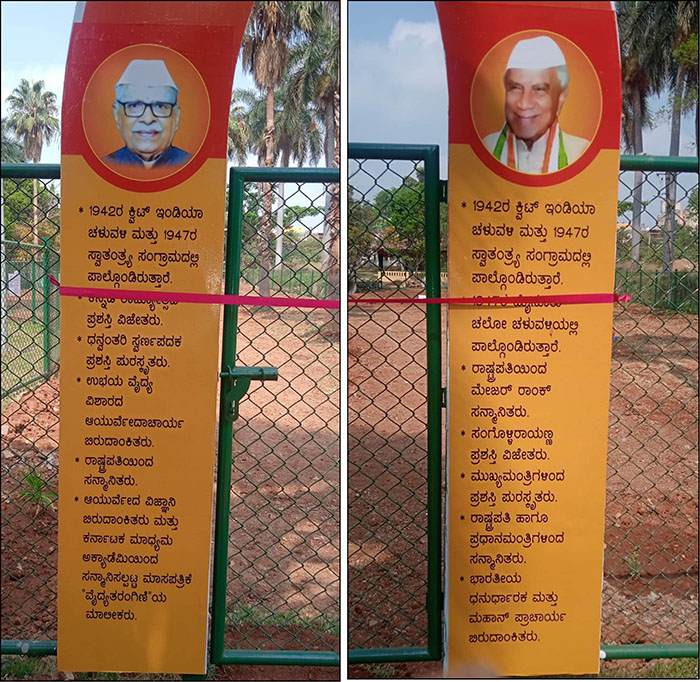 * 1942ರ ಕ್ವಿಟ್ ಇಂಡಿಯಾ
ಚಳುವಳಿ ಮತ್ತು 1947ರ
ಸ್ವಾತಂತ್ರ್ಯ ಸಂಗ್ರಾಮದಲ್ಲಿ
ಪಾಲ್ಗೊಂಡಿರುತ್ತಾರೆ.
ಪ್ರಶಸ್ತಿ ವಿಜೇತರು.
* ಧನ್ವಂತರಿ ಸ್ವರ್ಣಪದಕ
ಪ್ರಶಸ್ತಿ ಪುರಸ್ಕೃತರು.
* ಉಭಯ ವೈದ್ಯ
ವಿಶಾರದ
ಆಯುರ್ವೇದಾಚಾರ್ಯ
ಬಿರುದಾಂಕಿತರು.
* ರಾಷ್ಟ್ರಪತಿಯಿಂದ
ಸನ್ಮಾನಿತರು.
* ಆಯುರ್ವೇದ ವಿಜ್ಞಾನಿ
ಬಿರುದಾಂಕಿತರು ಮತ್ತು
ಕರ್ನಾಟಕ ಮಾಧ್ಯಮ
ಅಕ್ಯಾಡೆಮಿಯಿಂದ
ಸನ್ಮಾನಿಸಲ್ಪಟ್ಟ ಮಾಸಪತ್ರಿಕೆ
"ವೈದ್ಯತರಂಗಿಣಿ"ಯ
ಮಾಲೀಕರು.
* 1942ರ ಕ್ವಿಟ್ ಇಂಡಿಯಾ
ಚಳುವಳಿ ಮತ್ತು 1947ರ
ಸ್ವಾತಂತ್ರ್ಯ ಸಂಗ್ರಾಮದಲ್ಲಿ
ಪಾಲ್ಗೊಂಡಿರುತ್ತಾರೆ.
ಚಲೋ ಚಳುವಳಿಯಲ್ಲಿ
ಪಾಲ್ಗೊಂಡಿರುತ್ತಾರೆ.
* ರಾಷ್ಟ್ರಪತಿಯಿಂದ
ಮೇಜರ್ ರಾಂಕ್
ಸನ್ಮಾನಿತರು.
* ಸಂಗೊಳ್ಳಿರಾಯಣ್ಣ
ಪ್ರಶಸ್ತಿ ವಿಜೇತರು.
* ಮುಖ್ಯಮಂತ್ರಿಗಳಿಂದ
ಪ್ರಶಸ್ತಿ ಪುರಸ್ಕೃತರು.
* ರಾಷ್ಟ್ರಪತಿ ಹಾಗೂ
ಪ್ರಧಾನಮಂತ್ರಿಗಳಿಂದ
ಸನ್ಮಾನಿತರು.
* ಭಾರತೀಯ
ಧನುರ್ಧಾರಕ ಮತ್ತು
ಮಹಾನ್ ಪ್ರಾಚಾರ್ಯ
ಬಿರುದಾಂಕಿತರು.